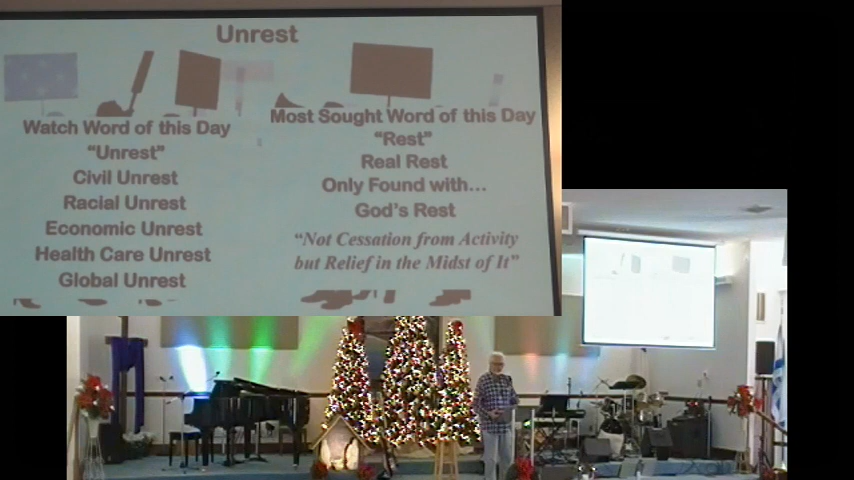 Unrest
Watch Word of this Day
"Unrest"
Civil Unrest
Racial Unrest
Economic Unrest
Health Care Unrest
Global Unrest
Most Sought Word of this Day
"Rest"
Real Rest
Only Found with...
God's Rest
"Not Cessation from Activity
but Relief in the Midst of It"